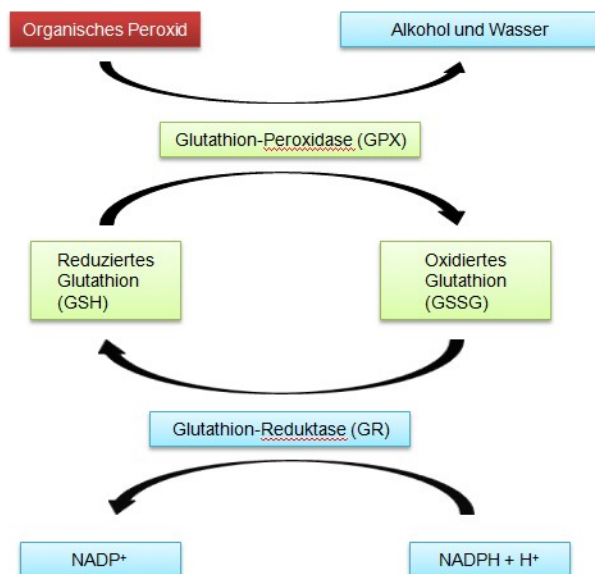 Organisches Peroxid
Alkohol und Wasser
Glutathion-Peroxidase (GPX)
Reduziertes
Glutathion
(GSH)
Oxidiertes
Glutathion
(GSSG)
Glutathion-Reduktase (GR)
NADP⁺
NADPH + H⁺